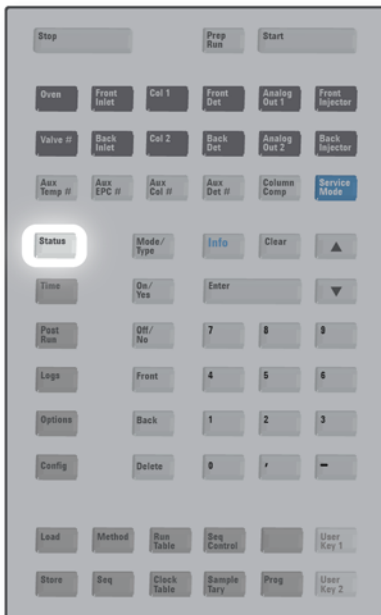 Stop
Prep
Run
Start
Oven
Front
Inlet
Col 1
Front
Det
Analog
Out 1
Front
Injector
Valve #
Back
Inlet
Col 2
Back
Det
Analog
Out 2
Back
Injector
Aux
Temp #
Aux
EPC #
Aux
Col #
Aux
Det #
Column
Comp
Service
Mode
Status
Mode/
Type
Info
Clear
▲
Time
On/
Yes
Enter
▼
Post
Run
Off/
No
7
8
9
Logs
Front
4
5
6
Options
Back
1
2
3
Config
Delete
0
.
-
Load
Method
Run
Table
Seq
Control
User
Key 1
Store
Seq
Clock
Table
Sample
Tary
Prog
User
Key 2